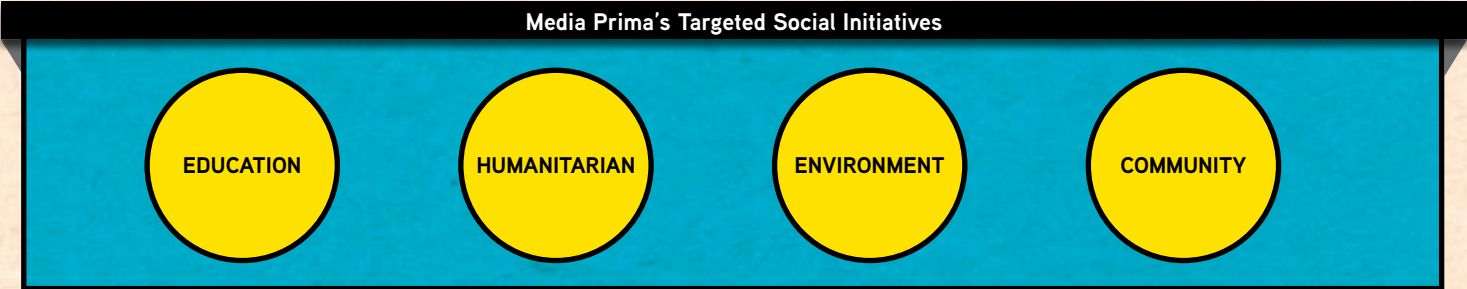 Media Prima's Targeted Social Initiatives
EDUCATION
HUMANITARIAN
ENVIRONMENT
COMMUNITY